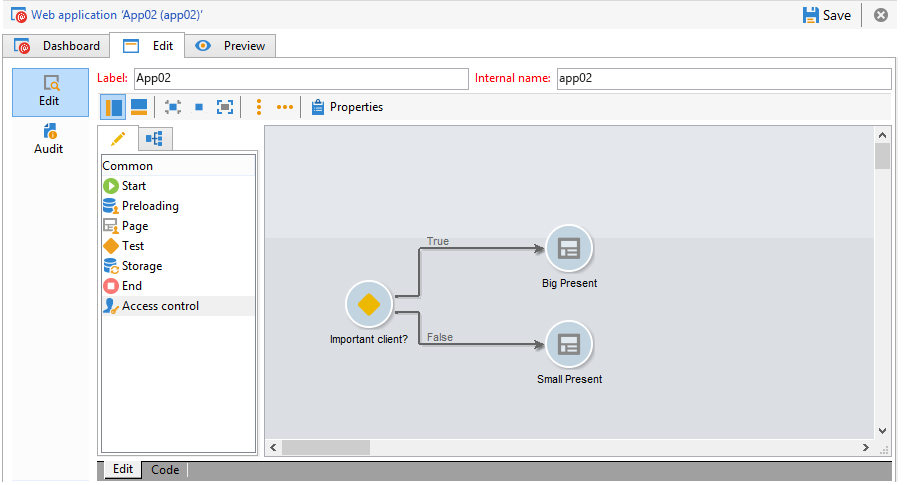 Web application ‘App02 (app02)’
Save
Dashboard
Edit
Preview
Edit
Audit
Label:
App02
Internal name:
app02
Properties
Common
Start
Preloading
Page
Test
Storage
End
Access control
True
Big Present
Important client?
False
Small Present
Edit
Code